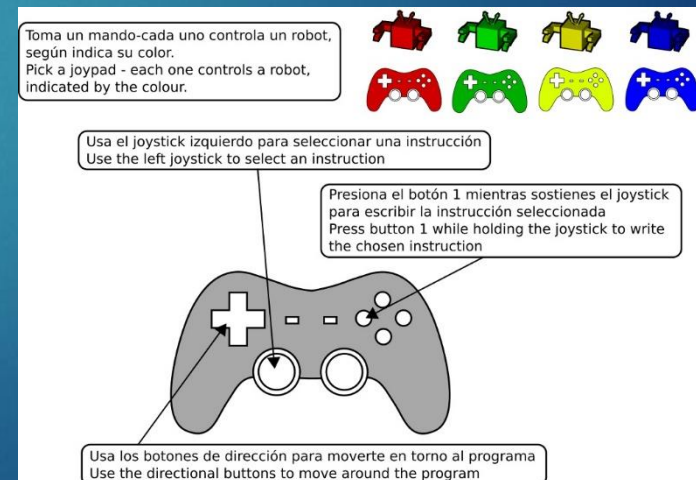 Toma un mando-cada uno controla un robot,
según indica su color.
Pick a joypad - each one controls a robot,
indicated by the colour.
Usa el joystick izquierdo para seleccionar una instrucción
Use the left joystick to select an instruction
Presiona el botón 1 mientras sostienes el joystick
para escribir la instrucción seleccionada
Press button 1 while holding the joystick to write
the chosen instruction
Usa los botones de dirección para moverte en torno al programa
Use the directional buttons to move around the program